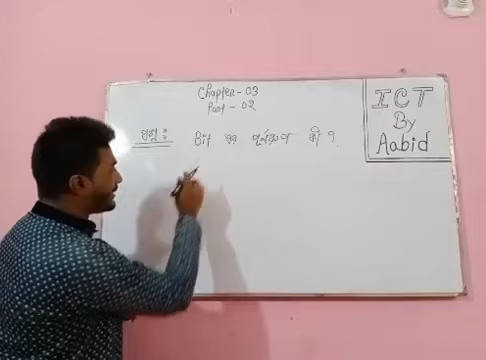 Chapter - 03
Part - 02
প্রশ্ন ঃ Bit এর পূর্ণরূপ কী ?
ICT
By
Aabid